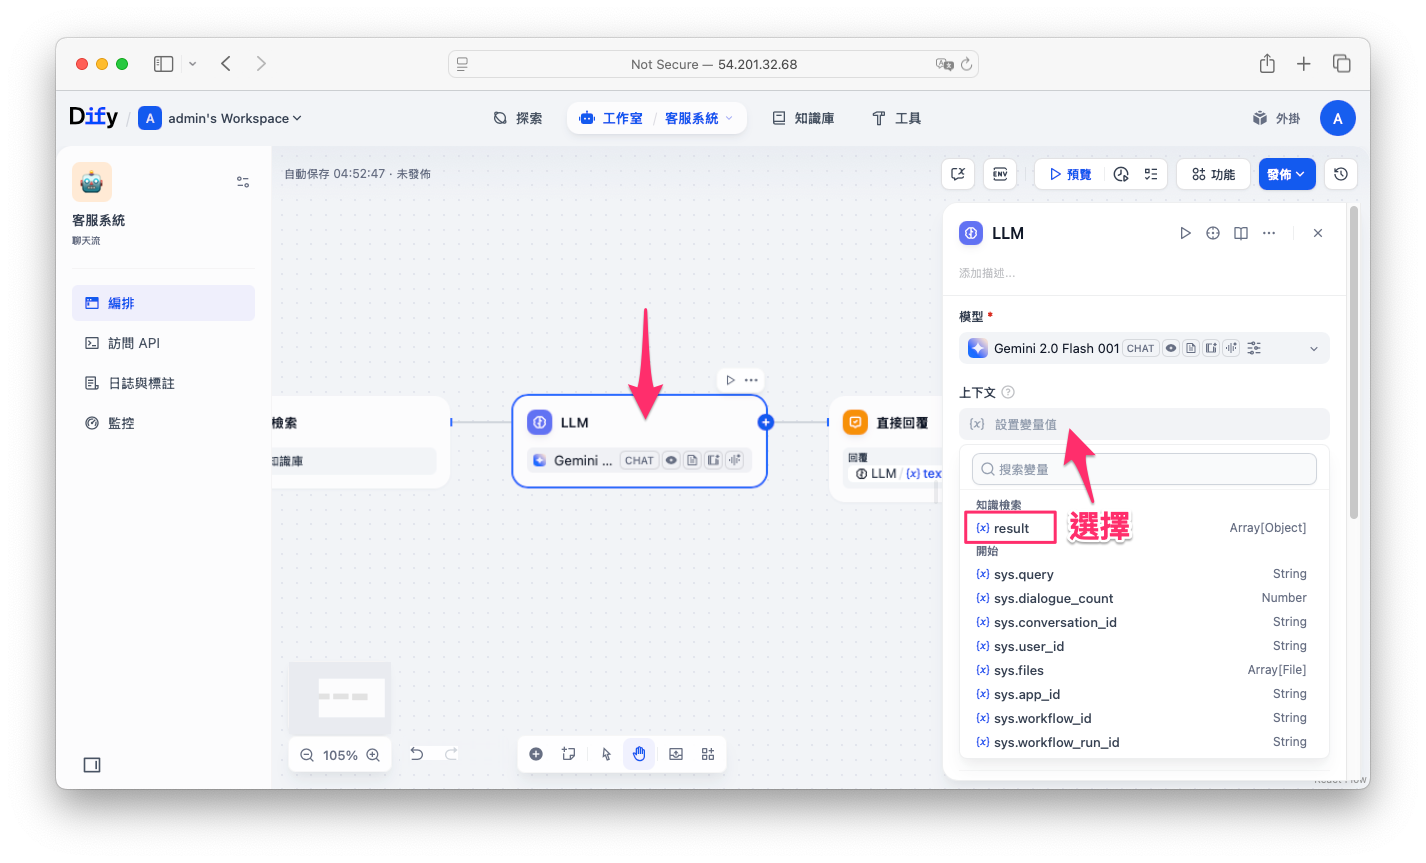 Not Secure — 54.201.32.68
Dify / A admin's Workspace
探索
工作室 / 客服系統
知識庫
工具
外掛
A
客服系統
聊天流
編排
訪問 API
日誌與標註
監控
自動保存 04:52:47 · 未發佈
ENV
預覽
功能
發佈
檢索
知識庫
LLM
Gemini ... CHAT
直接回覆
回覆
LLM / {x} tex
105%
LLM
添加描述...
模型 *
Gemini 2.0 Flash 001 CHAT
上下文
{x} 設置變量值
搜索變量
知識檢索
{x} result Array[Object]
選擇
開始
{x} sys.query String
{x} sys.dialogue_count Number
{x} sys.conversation_id String
{x} sys.user_id String
{x} sys.files Array[File]
{x} sys.app_id String
{x} sys.workflow_id String
{x} sys.workflow_run_id String